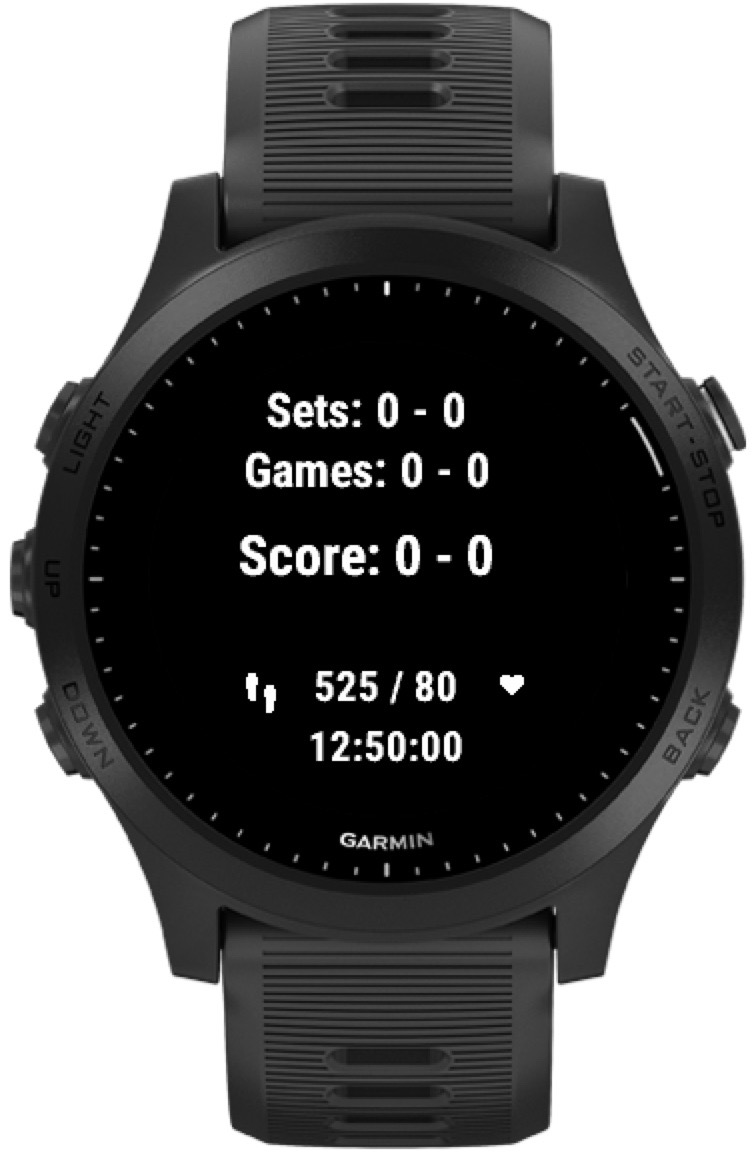 START·STOP
LIGHT
Sets: 0 - 0
Games: 0 - 0
Score: 0 - 0
UP
525 / 80
12:50:00
DOWN
BACK
GARMIN